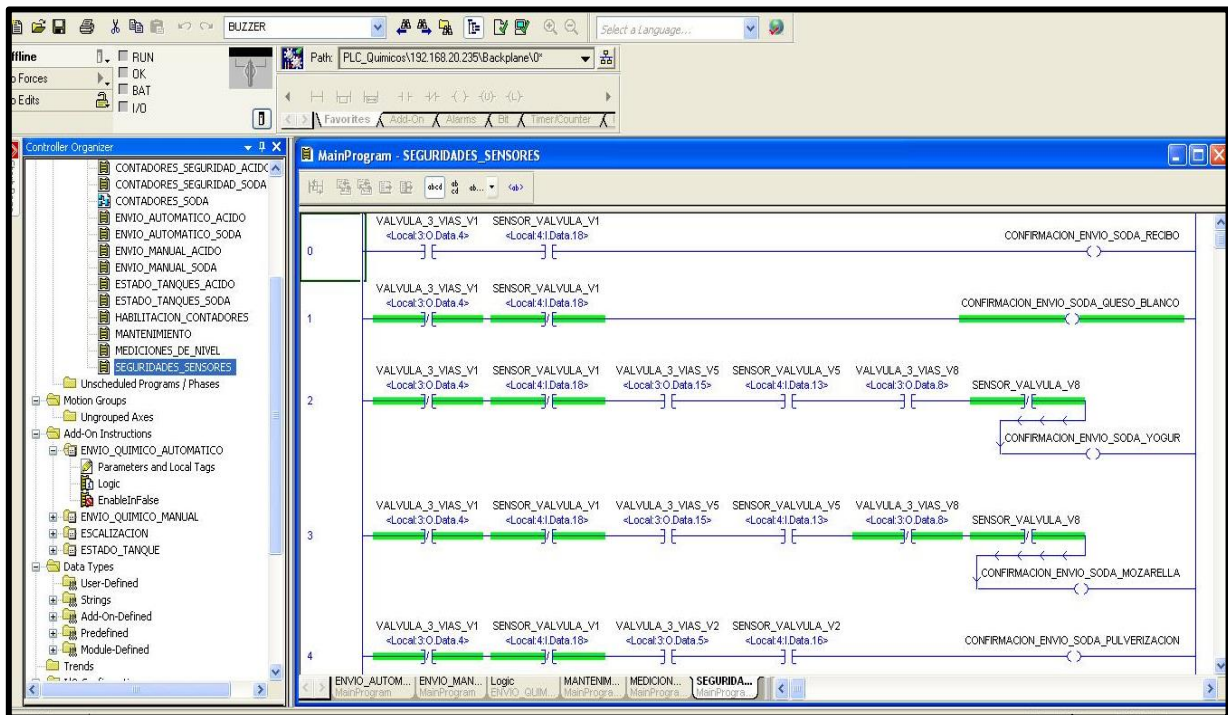 BUZZER
Select a Language...
ffline
RUN
OK
BAT
I/O
o Forces
o Edits
Path: PLC_Quimicos\192.168.20.235\Backplane\0*
Favorites Add-On Alarms Bit Timer/Counter
Controller Organizer
CONTADORES_SEGURIDAD_ACIDO
CONTADORES_SEGURIDAD_SODA
CONTADORES_SODA
ENVIO_AUTOMATICO_ACIDO
ENVIO_AUTOMATICO_SODA
ENVIO_MANUAL_ACIDO
ENVIO_MANUAL_SODA
ESTADO_TANQUES_ACIDO
ESTADO_TANQUES_SODA
HABILITACION_CONTADORES
MANTENIMIENTO
MEDICIONES_DE_NIVEL
SEGURIDADES_SENSORES
Unscheduled Programs / Phases
Motion Groups
Ungrouped Axes
Add-On Instructions
ENVIO_QUIMICO_AUTOMATICO
Parameters and Local Tags
Logic
EnableInFalse
ENVIO_QUIMICO_MANUAL
ESCALIZACION
ESTADO_TANQUE
Data Types
User-Defined
Strings
Add-On-Defined
Predefined
Module-Defined
Trends
MainProgram - SEGURIDADES_SENSORES
VALVULA_3_VIAS_V1 SENSOR_VALVULA_V1
<Local:3:O.Data.4> <Local:4:I.Data.18> CONFIRMACION_ENVIO_SODA_RECIBO
0
VALVULA_3_VIAS_V1 SENSOR_VALVULA_V1
<Local:3:O.Data.4> <Local:4:I.Data.18> CONFIRMACION_ENVIO_SODA_QUESO_BLANCO
1
VALVULA_3_VIAS_V1 SENSOR_VALVULA_V1 VALVULA_3_VIAS_V5 SENSOR_VALVULA_V5 VALVULA_3_VIAS_V8
<Local:3:O.Data.4> <Local:4:I.Data.18> <Local:3:O.Data.15> <Local:4:I.Data.13> <Local:3:O.Data.8> SENSOR_VALVULA_V8
2
CONFIRMACION_ENVIO_SODA_YOGUR
VALVULA_3_VIAS_V1 SENSOR_VALVULA_V1 VALVULA_3_VIAS_V5 SENSOR_VALVULA_V5 VALVULA_3_VIAS_V8
<Local:3:O.Data.4> <Local:4:I.Data.18> <Local:3:O.Data.15> <Local:4:I.Data.13> <Local:3:O.Data.8> SENSOR_VALVULA_V8
3
CONFIRMACION_ENVIO_SODA_MOZARELLA
VALVULA_3_VIAS_V1 SENSOR_VALVULA_V1 VALVULA_3_VIAS_V2 SENSOR_VALVULA_V2
<Local:3:O.Data.4> <Local:4:I.Data.18> <Local:3:O.Data.5> <Local:4:I.Data.16> CONFIRMACION_ENVIO_SODA_PULVERIZACION
4
ENVIO_AUTOM... ENVIO_MAN... Logic MANTENIM... MEDICION... SEGURIDA...
MainProgram MainProgram ENVIO_QUIM... MainProgra... MainProgra... MainProgra...